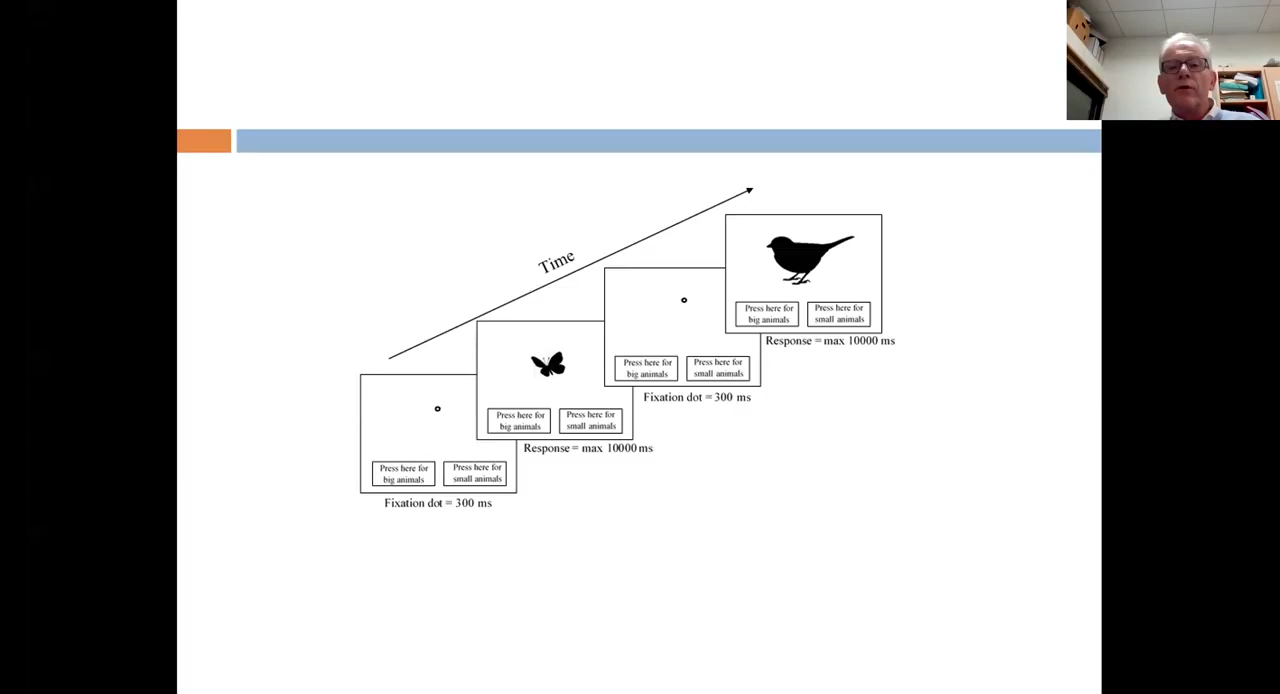 Time
Press here for
big animals
Press here for
small animals
Response = max 10000 ms
Press here for
big animals
Press here for
small animals
Fixation dot = 300 ms
Press here for
big animals
Press here for
small animals
Response = max 10000 ms
Press here for
big animals
Press here for
small animals
Fixation dot = 300 ms